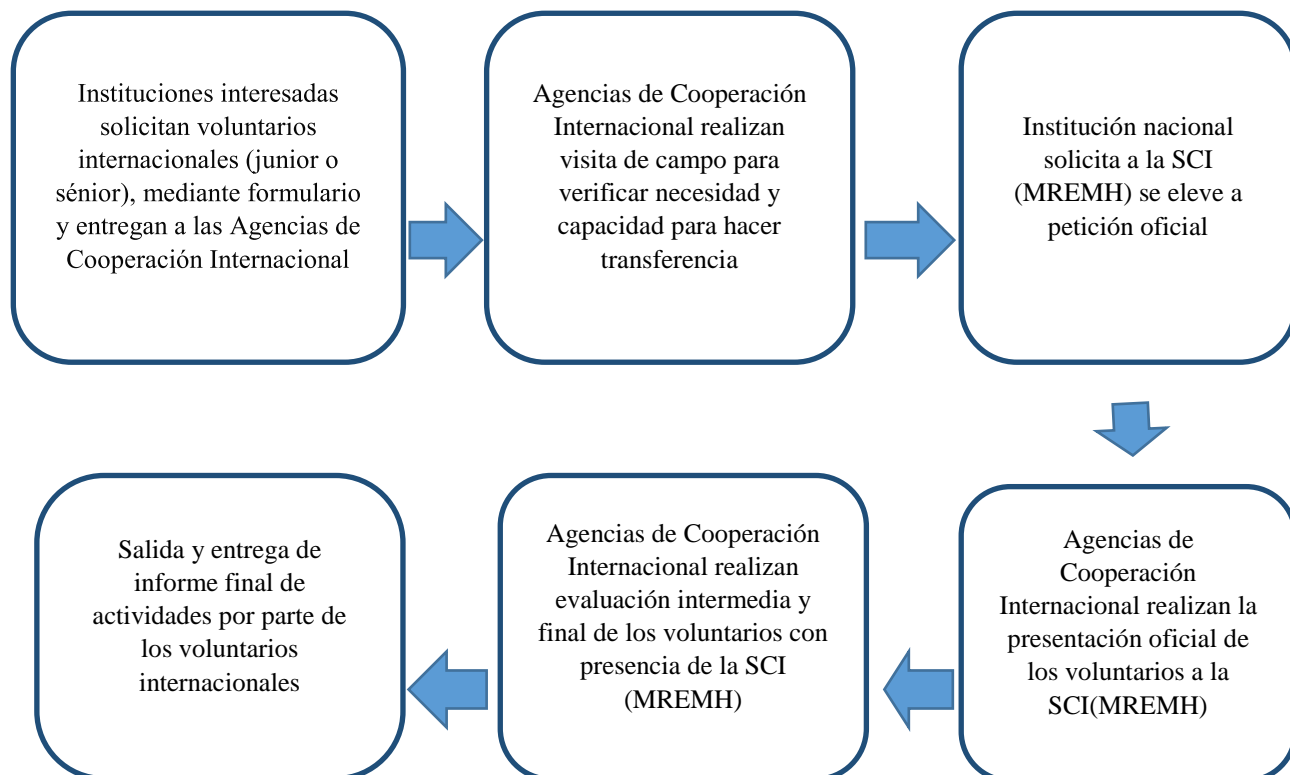 Instituciones interesadas
solicitan voluntarios
internacionales (junior o
sénior), mediante formulario
y entregan a las Agencias de
Cooperación Internacional
Agencias de Cooperación
Internacional realizan
visita de campo para
verificar necesidad y
capacidad para hacer
transferencia
Institución nacional
solicita a la SCI
(MREMH) se eleve a
petición oficial
Agencias de
Cooperación
Internacional realizan la
presentación oficial de
los voluntarios a la
SCI(MREMH)
Agencias de Cooperación
Internacional realizan
evaluación intermedia y
final de los voluntarios con
presencia de la SCI
(MREMH)
Salida y entrega de
informe final de
actividades por parte de
los voluntarios
internacionales